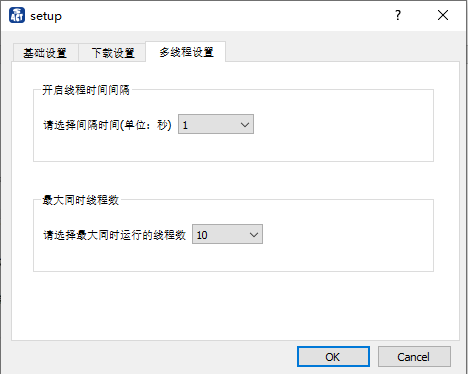 setup
?
基础设置
下载设置
多线程设置
开启线程时间间隔
请选择间隔时间(单位：秒)
1
最大同时线程数
请选择最大同时运行的线程数
10
OK
Cancel